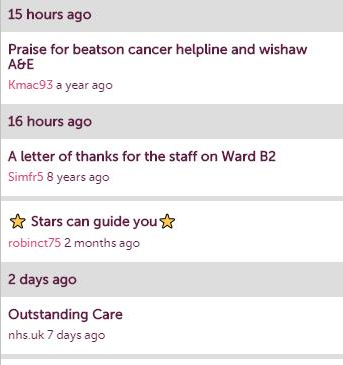 15 hours ago
Praise for beatson cancer helpline and wishaw
A&E
Kmac93 a year ago
16 hours ago
A letter of thanks for the staff on Ward B2
Simfr5 8 years ago
⭐ Stars can guide you⭐
robinct75 2 months ago
2 days ago
Outstanding Care
nhs.uk 7 days ago